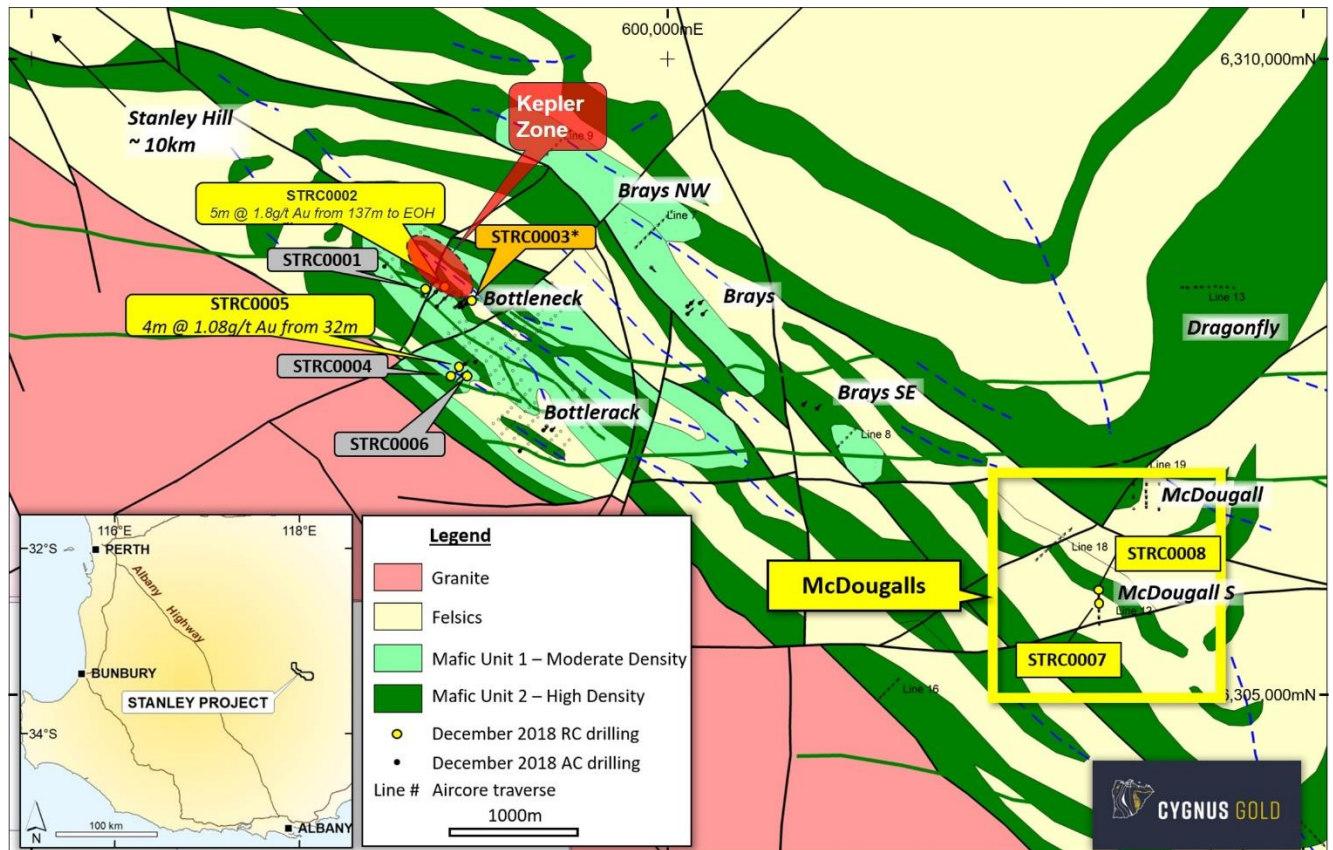 600,000mE
6,310,000mN
Stanley Hill
~ 10km
Kepler
Zone
Line 9
STRC0002
5m @ 1.8g/t Au from 137m to EOH
Brays NW
Line 7
STRC0003*
STRC0001
Bottleneck
Brays
Line 13
Dragonfly
STRC0005
4m @ 1.08g/t Au from 32m
STRC0004
Brays SE
Bottlerack
Line 8
STRC0006
Line 19
McDougall
Line 18
STRC0008
McDougalls
McDougall S
Line 12
STRC0007
Line 16
6,305,000mN
116°E
118°E
32°S
PERTH
Albany Highway
BUNBURY
STANLEY PROJECT
34°S
ALBANY
100 km
N
Legend
Granite
Felsics
Mafic Unit 1 – Moderate Density
Mafic Unit 2 – High Density
December 2018 RC drilling
December 2018 AC drilling
Line # Aircore traverse
1000m
CYGNUS GOLD